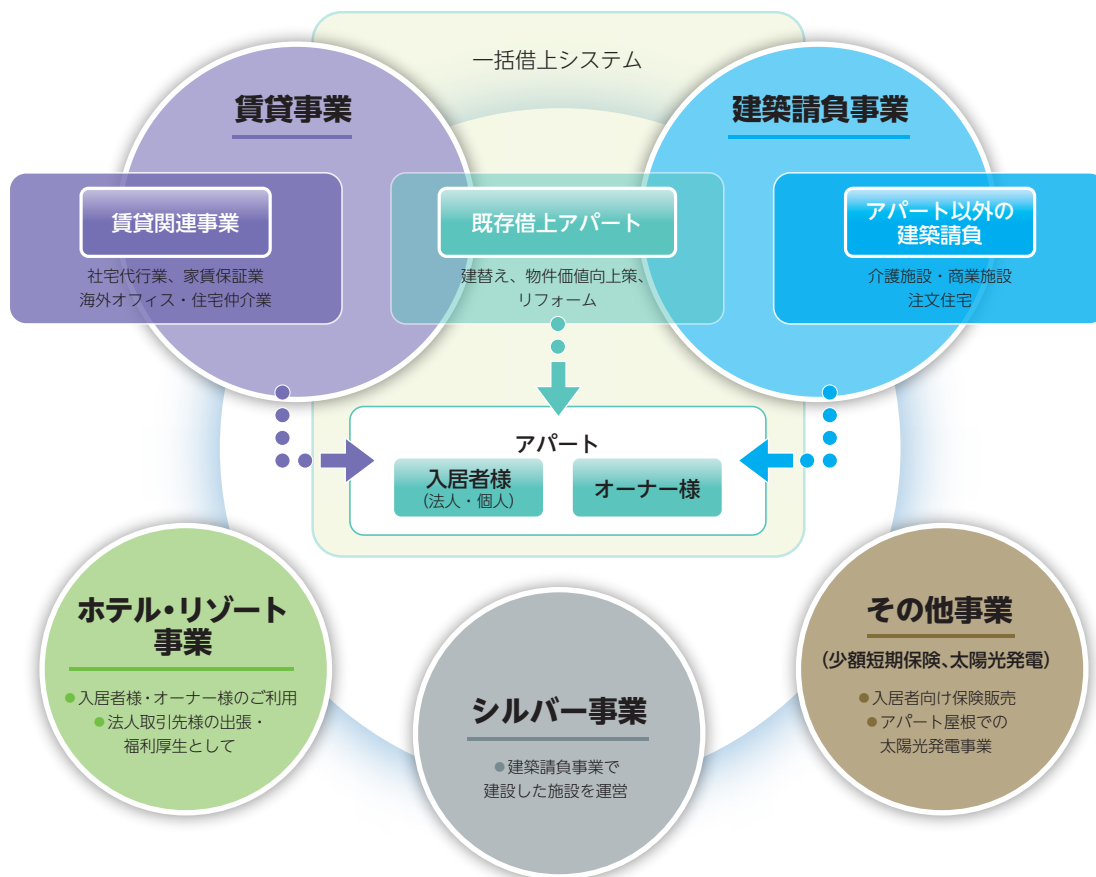 一括借上システム
賃貸事業
建築請負事業
賃貸関連事業
社宅代行業、家賃保証業
海外オフィス・住宅仲介業
既存借上アパート
建替え、物件価値向上策、
リフォーム
アパート以外の
建築請負
介護施設・商業施設
注文住宅
アパート
入居者様
(法人・個人)
オーナー様
ホテル・リゾート
事業
●入居者様・オーナー様のご利用
●法人取引先様の出張・
福利厚生として
シルバー事業
●建築請負事業で
建設した施設を運営
その他事業
(少額短期保険、太陽光発電)
●入居者向け保険販売
●アパート屋根での
太陽光発電事業